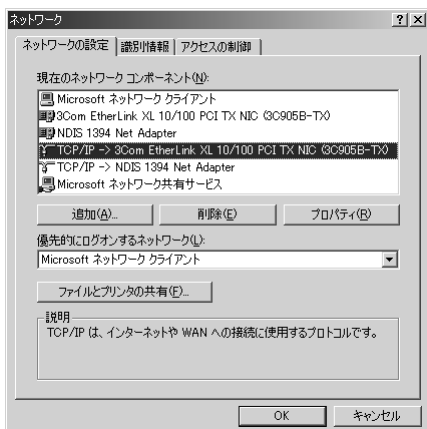 ネットワーク
ネットワークの設定 識別情報 アクセスの制御
現在のネットワーク コンポーネント(N):
Microsoft ネットワーク クライアント
3Com EtherLink XL 10/100 PCI TX NIC (3C905B-TX)
NDIS 1394 Net Adapter
TCP/IP -> 3Com EtherLink XL 10/100 PCI TX NIC (3C905B-TX)
TCP/IP -> NDIS 1394 Net Adapter
Microsoft ネットワーク共有サービス
追加(A)... 削除(E) プロパティ(R)
優先的にログオンするネットワーク(L):
Microsoft ネットワーク クライアント
ファイルとプリンタの共有(F)...
説明
TCP/IP は、インターネットや WAN への接続に使用するプロトコルです。
OK キャンセル